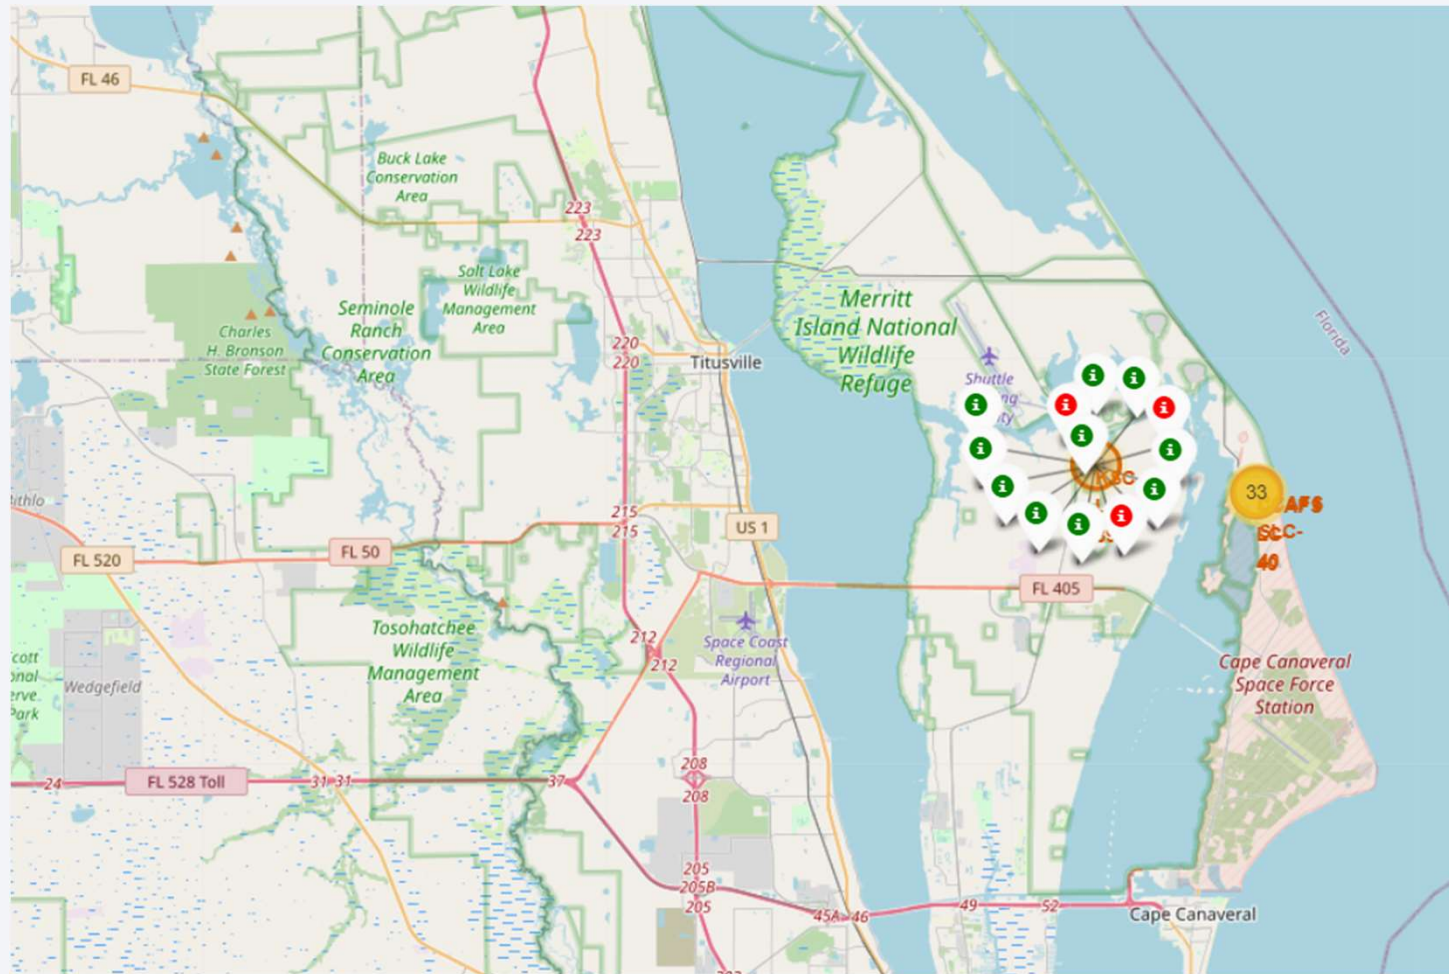 FL 46
Buck Lake
Conservation
Area
223
223
Salt Lake
Wildlife
Management
Area
Seminole
Ranch
Conservation
Area
Charles
H. Bronson
State Forest
220
220
Titusville
Merritt
Island National
Wildlife
Refuge
Shuttle
Florida
33
KSC
AFS
SLC-
40
215
215
US 1
FL 50
FL 520
FL 405
212
212
Tosohatchee
Wildlife
Management
Area
Space Coast
Regional
Airport
Cape Canaveral
Space Force
Station
Wedgefield
Park
24
FL 528 Toll
31 31
37
208
208
205
205B
205
45A 46
49
52
Cape Canaveral